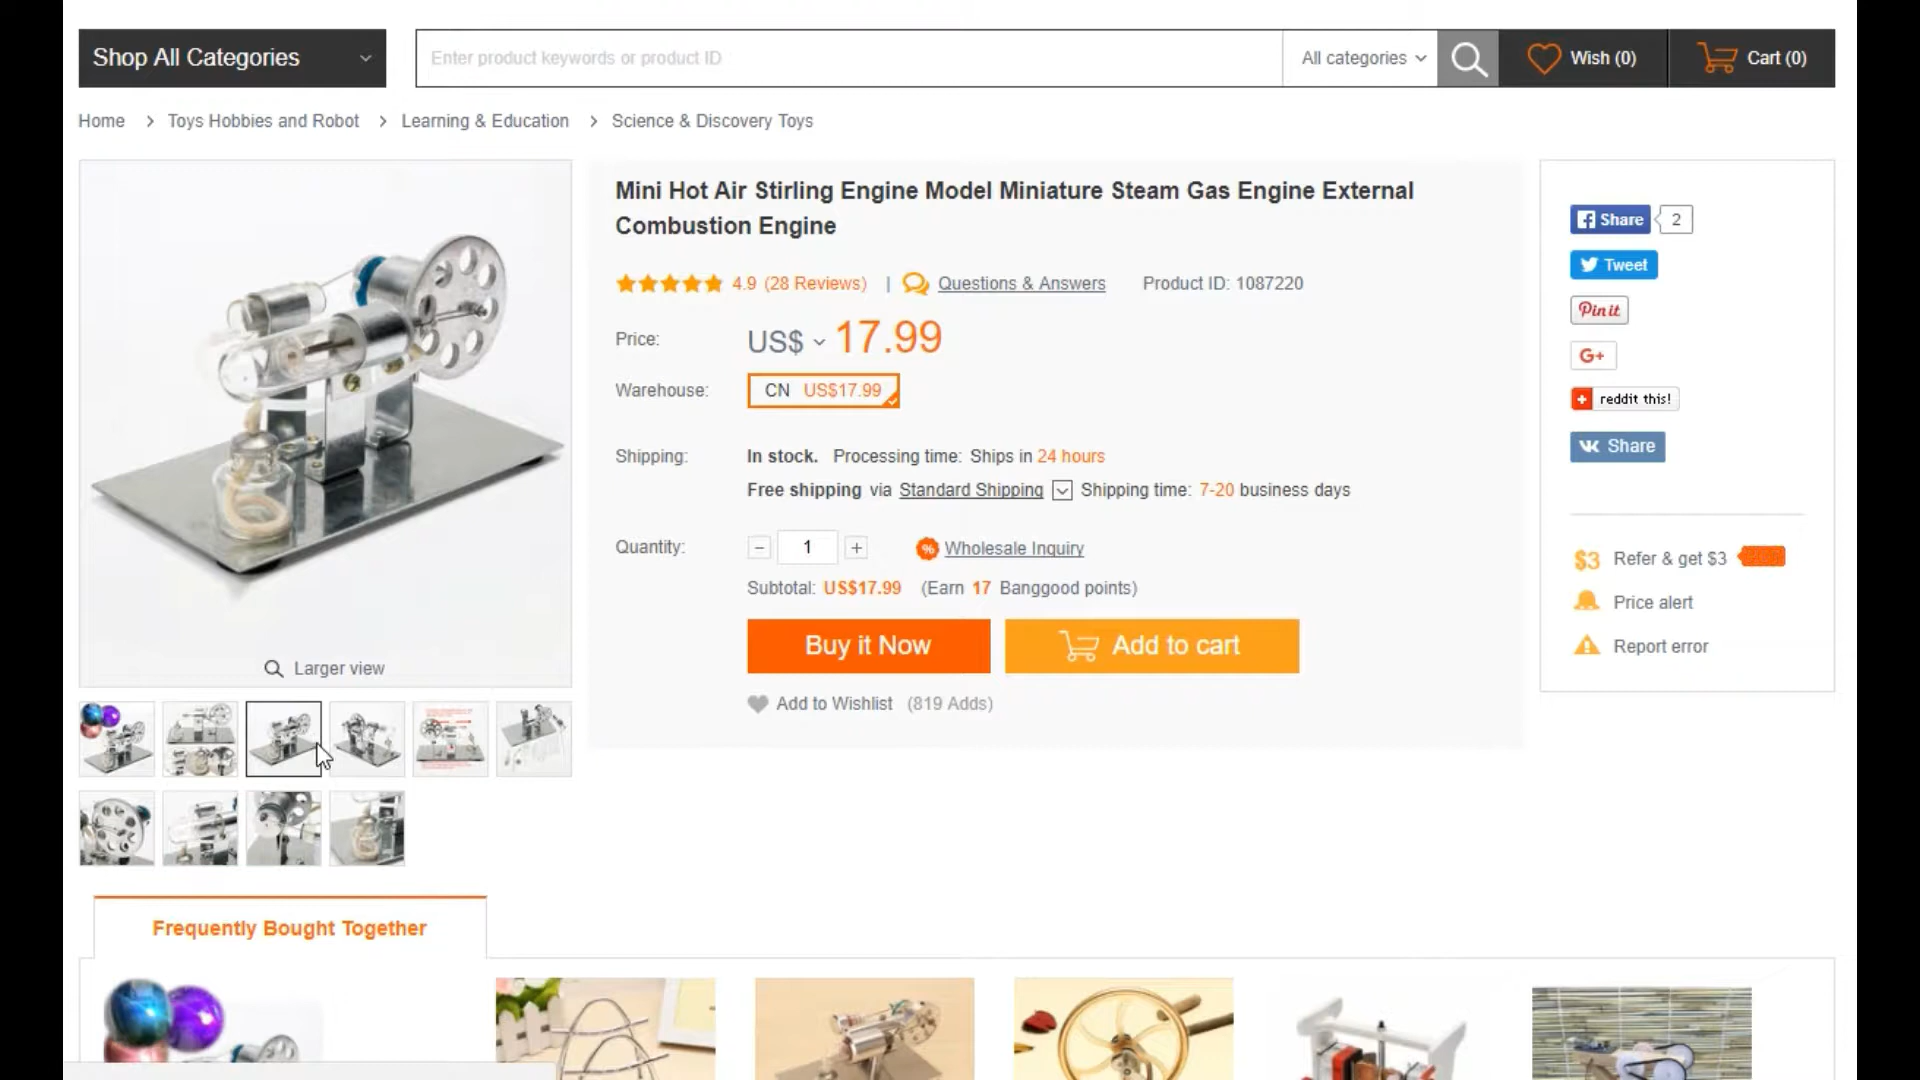 Shop All Categories
Enter product keywords or product ID
All categories
Wish (0)
Cart (0)
Home > Toys Hobbies and Robot > Learning & Education > Science & Discovery Toys
Mini Hot Air Stirling Engine Model Miniature Steam Gas Engine External
Combustion Engine
4.9 (28 Reviews) | Questions & Answers Product ID: 1087220
Price: US$ 17.99
Warehouse: CN US$17.99
Shipping: In stock. Processing time: Ships in 24 hours
Free shipping via Standard Shipping Shipping time: 7-20 business days
Quantity: − 1 + % Wholesale Inquiry
Subtotal: US$17.99 (Earn 17 Banggood points)
Buy it Now
Add to cart
Add to Wishlist (819 Adds)
Larger view
Share 2
Tweet
Pin it
G+
reddit this!
Share
$3 Refer & get $3
Price alert
Report error
Frequently Bought Together